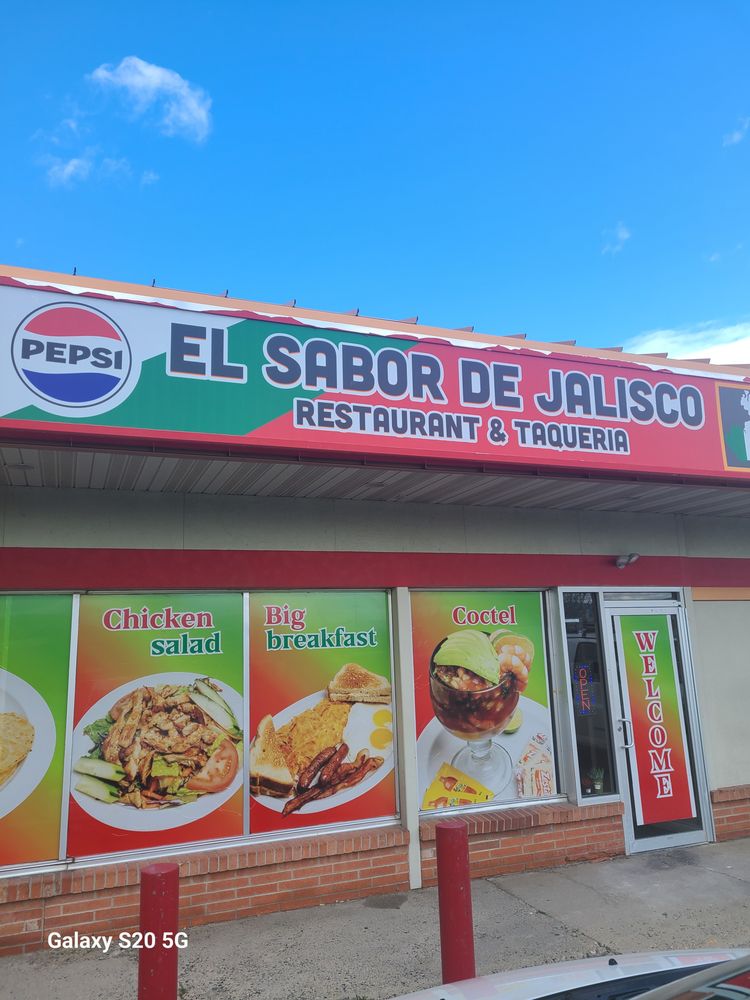 PEPSI
EL SABOR DE JALISCO
RESTAURANT & TAQUERIA
Chicken
salad
Big
breakfast
Coctel
OPEN
WELCOME
Galaxy S20 5G